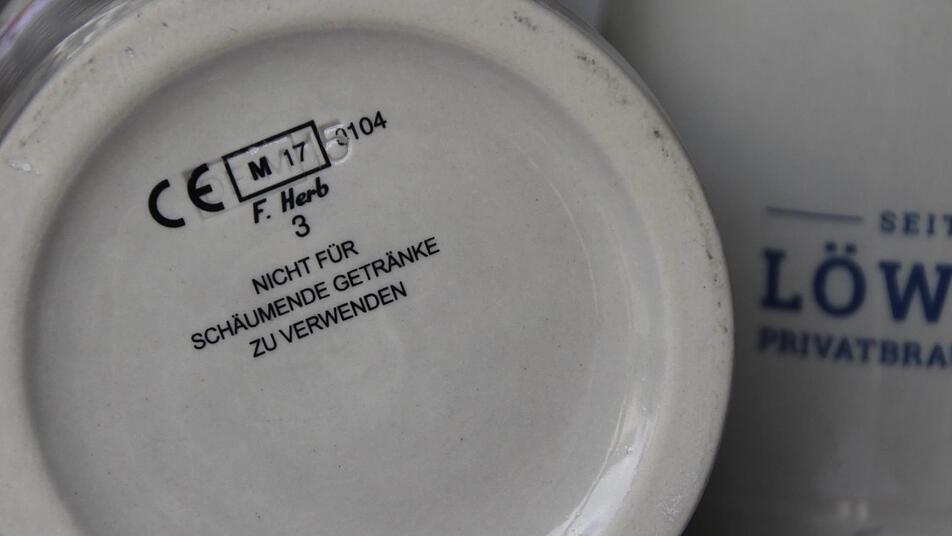 CE M 17 0104
F. Herb
3
NICHT FÜR
SCHÄUMENDE GETRÄNKE
ZU VERWENDEN
SEIT
LÖW
PRIVATBRA